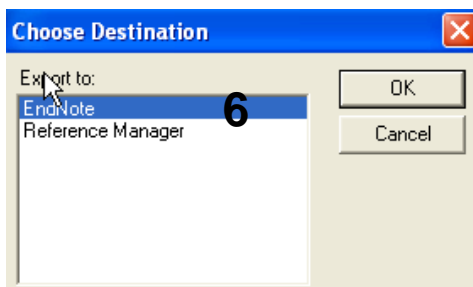 Choose Destination
Export to:
OK
EndNote
6
Reference Manager
Cancel